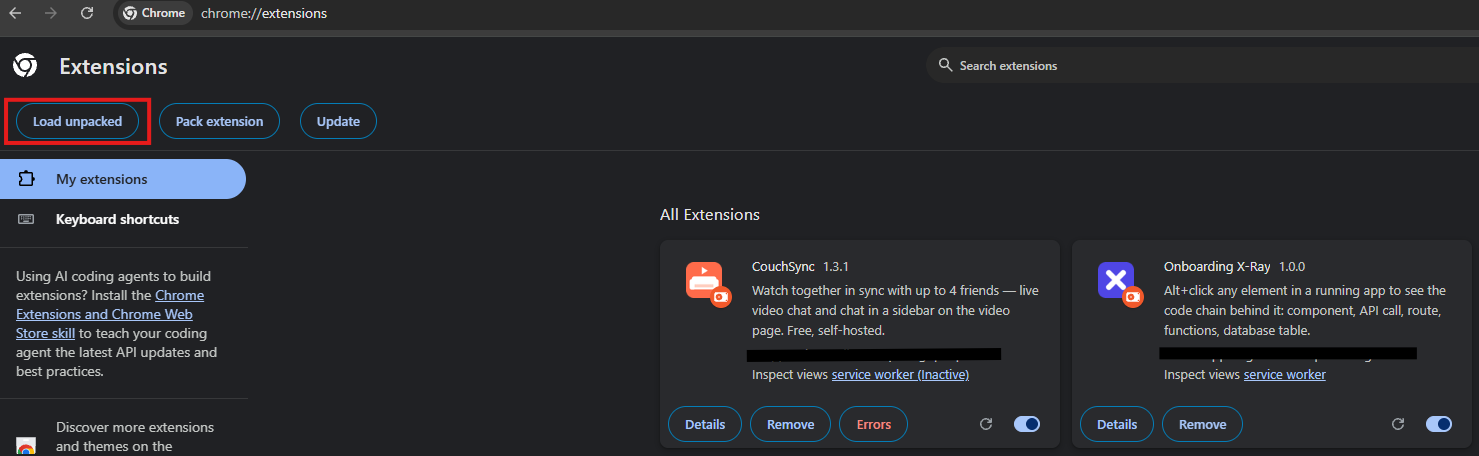 Chrome
chrome://extensions
Extensions
Search extensions
Load unpacked
Pack extension
Update
My extensions
Keyboard shortcuts
Using AI coding agents to build
extensions? Install the Chrome
Extensions and Chrome Web
Store skill to teach your coding
agent the latest API updates and
best practices.
Discover more extensions
and themes on the
All Extensions
CouchSync 1.3.1
Watch together in sync with up to 4 friends — live
video chat and chat in a sidebar on the video
page. Free, self-hosted.
Inspect views service worker (Inactive)
Details
Remove
Errors
Onboarding X-Ray 1.0.0
Alt+click any element in a running app to see the
code chain behind it: component, API call, route,
functions, database table.
Inspect views service worker
Details
Remove